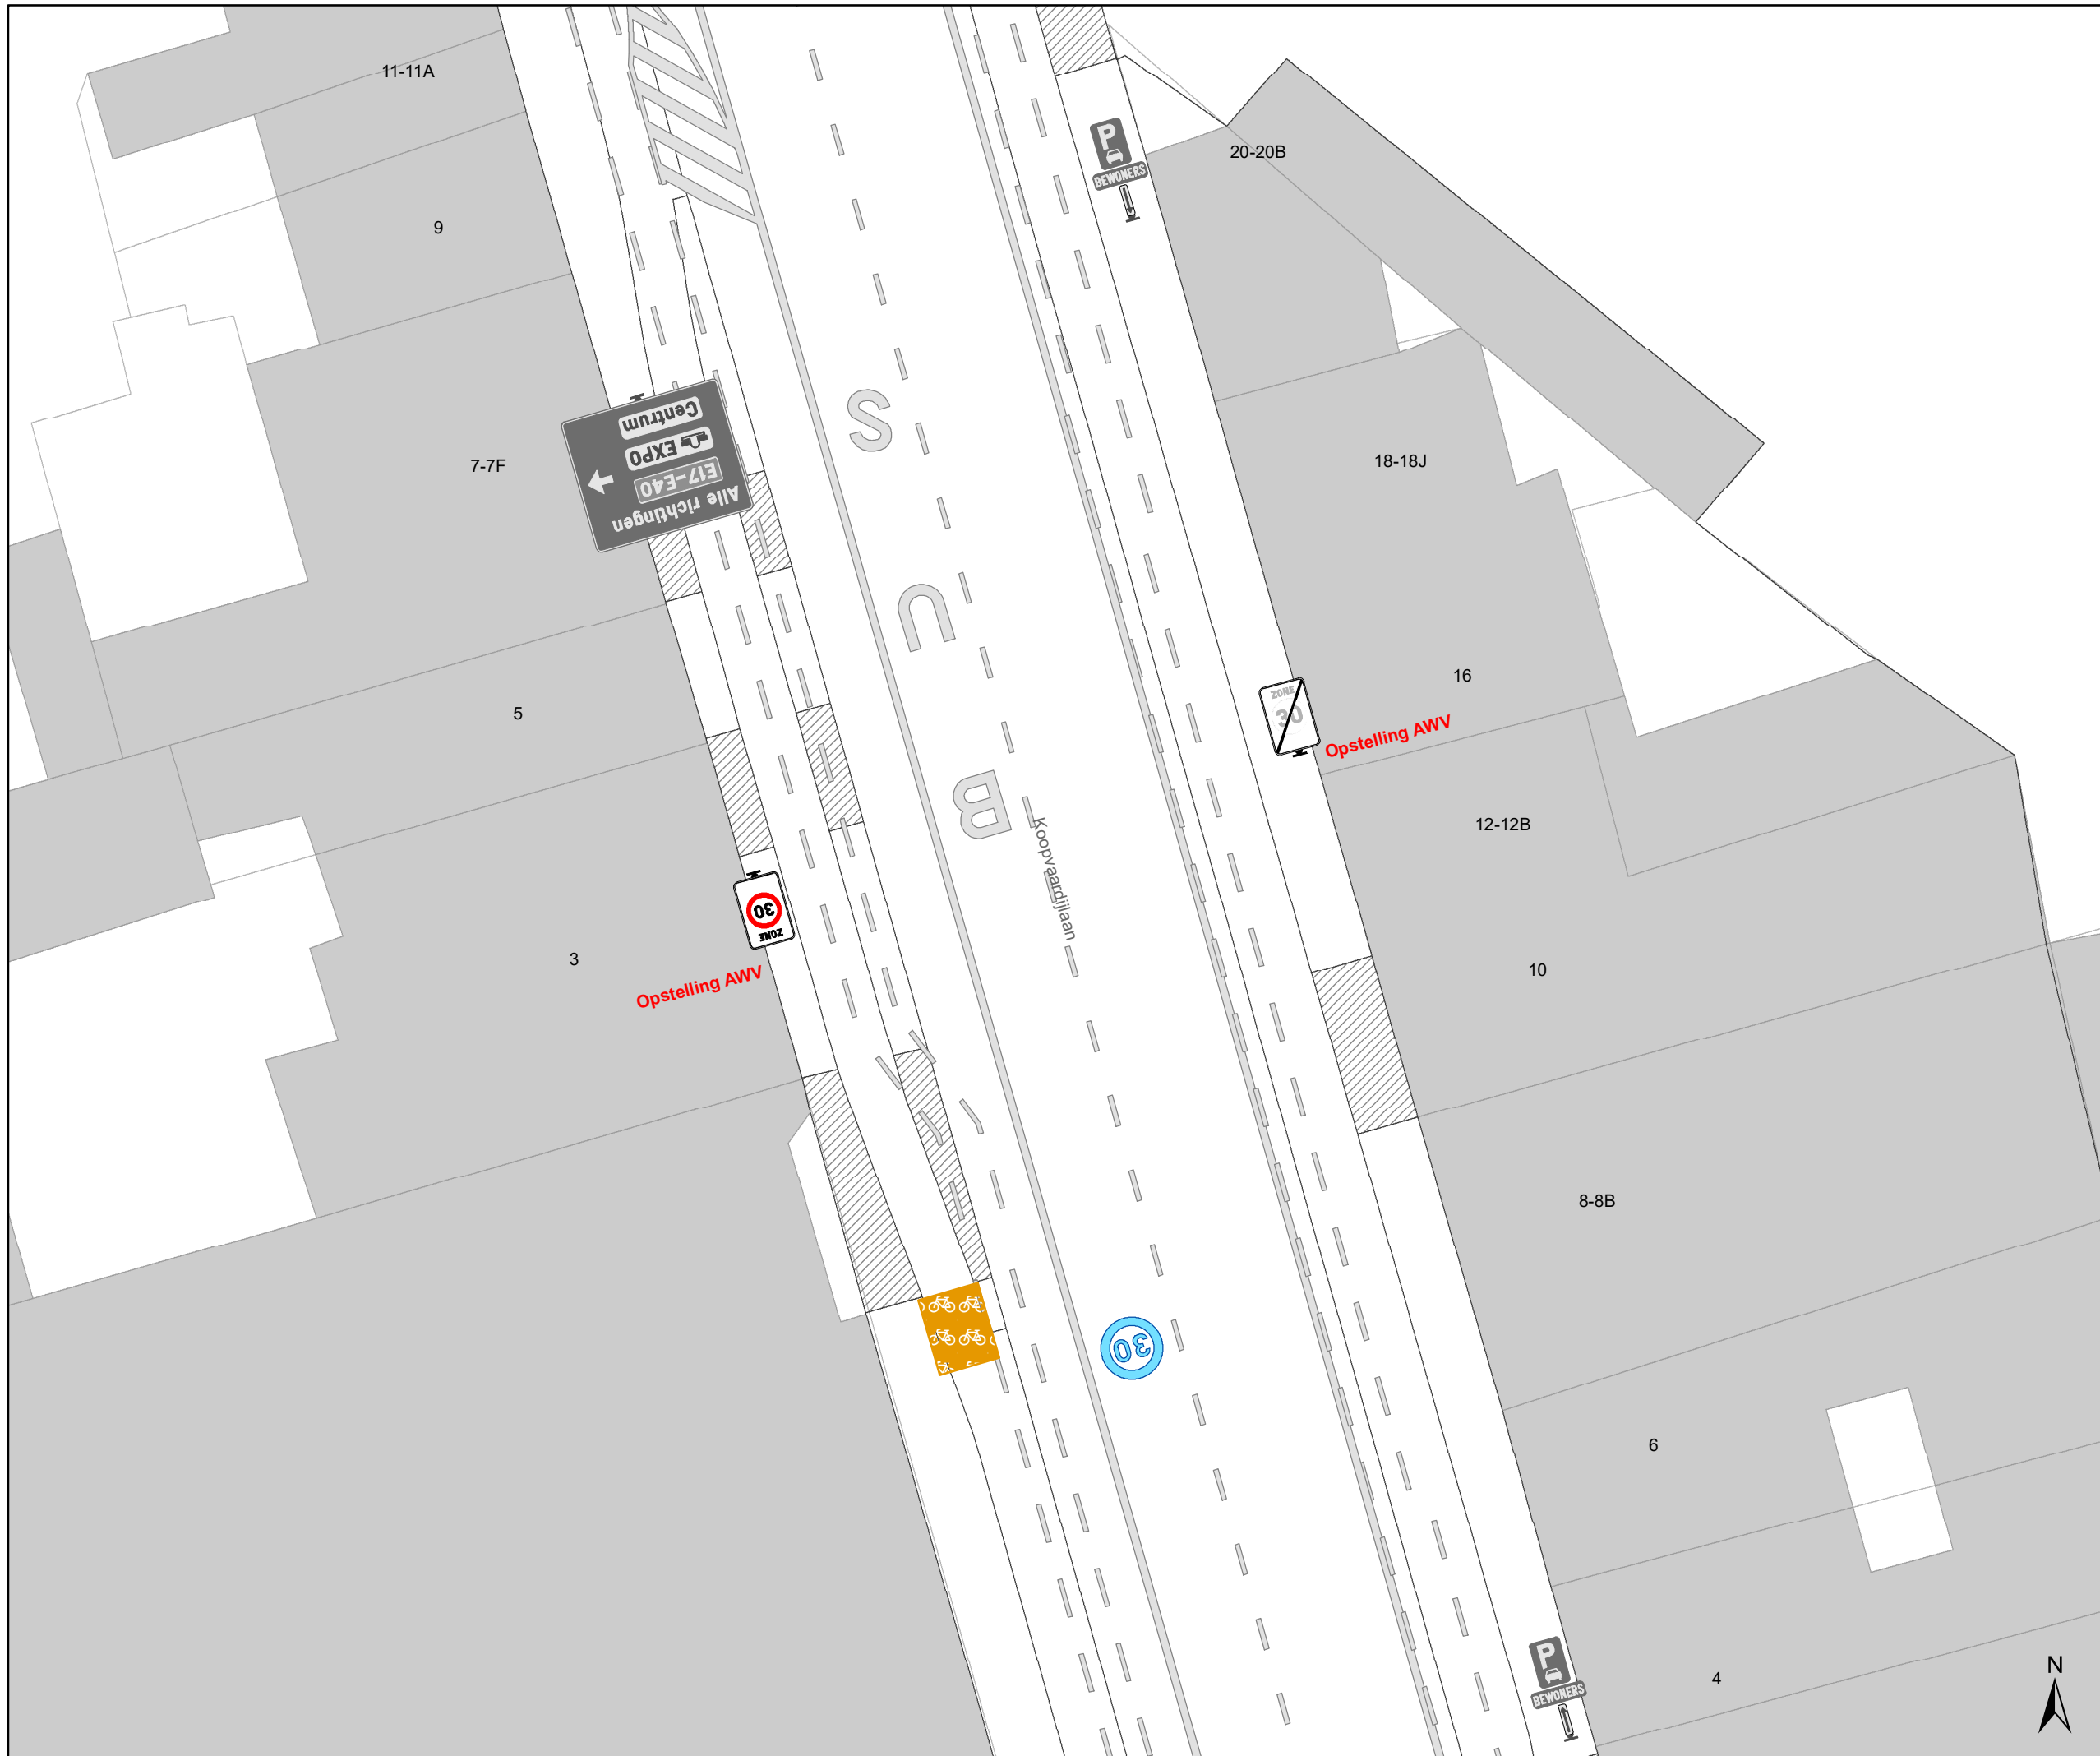 11-11A
9
P
BEWONERS
20-20B
Centrum
EXPO
E17-E40
Alle richtingen
7-7F
S
U
B
18-18J
ZONE
30
16
Opstelling AWV
5
12-12B
Koopvaardijlaan
30
ZONE
3
Opstelling AWV
10
8-8B
30
6
P
BEWONERS
4
N